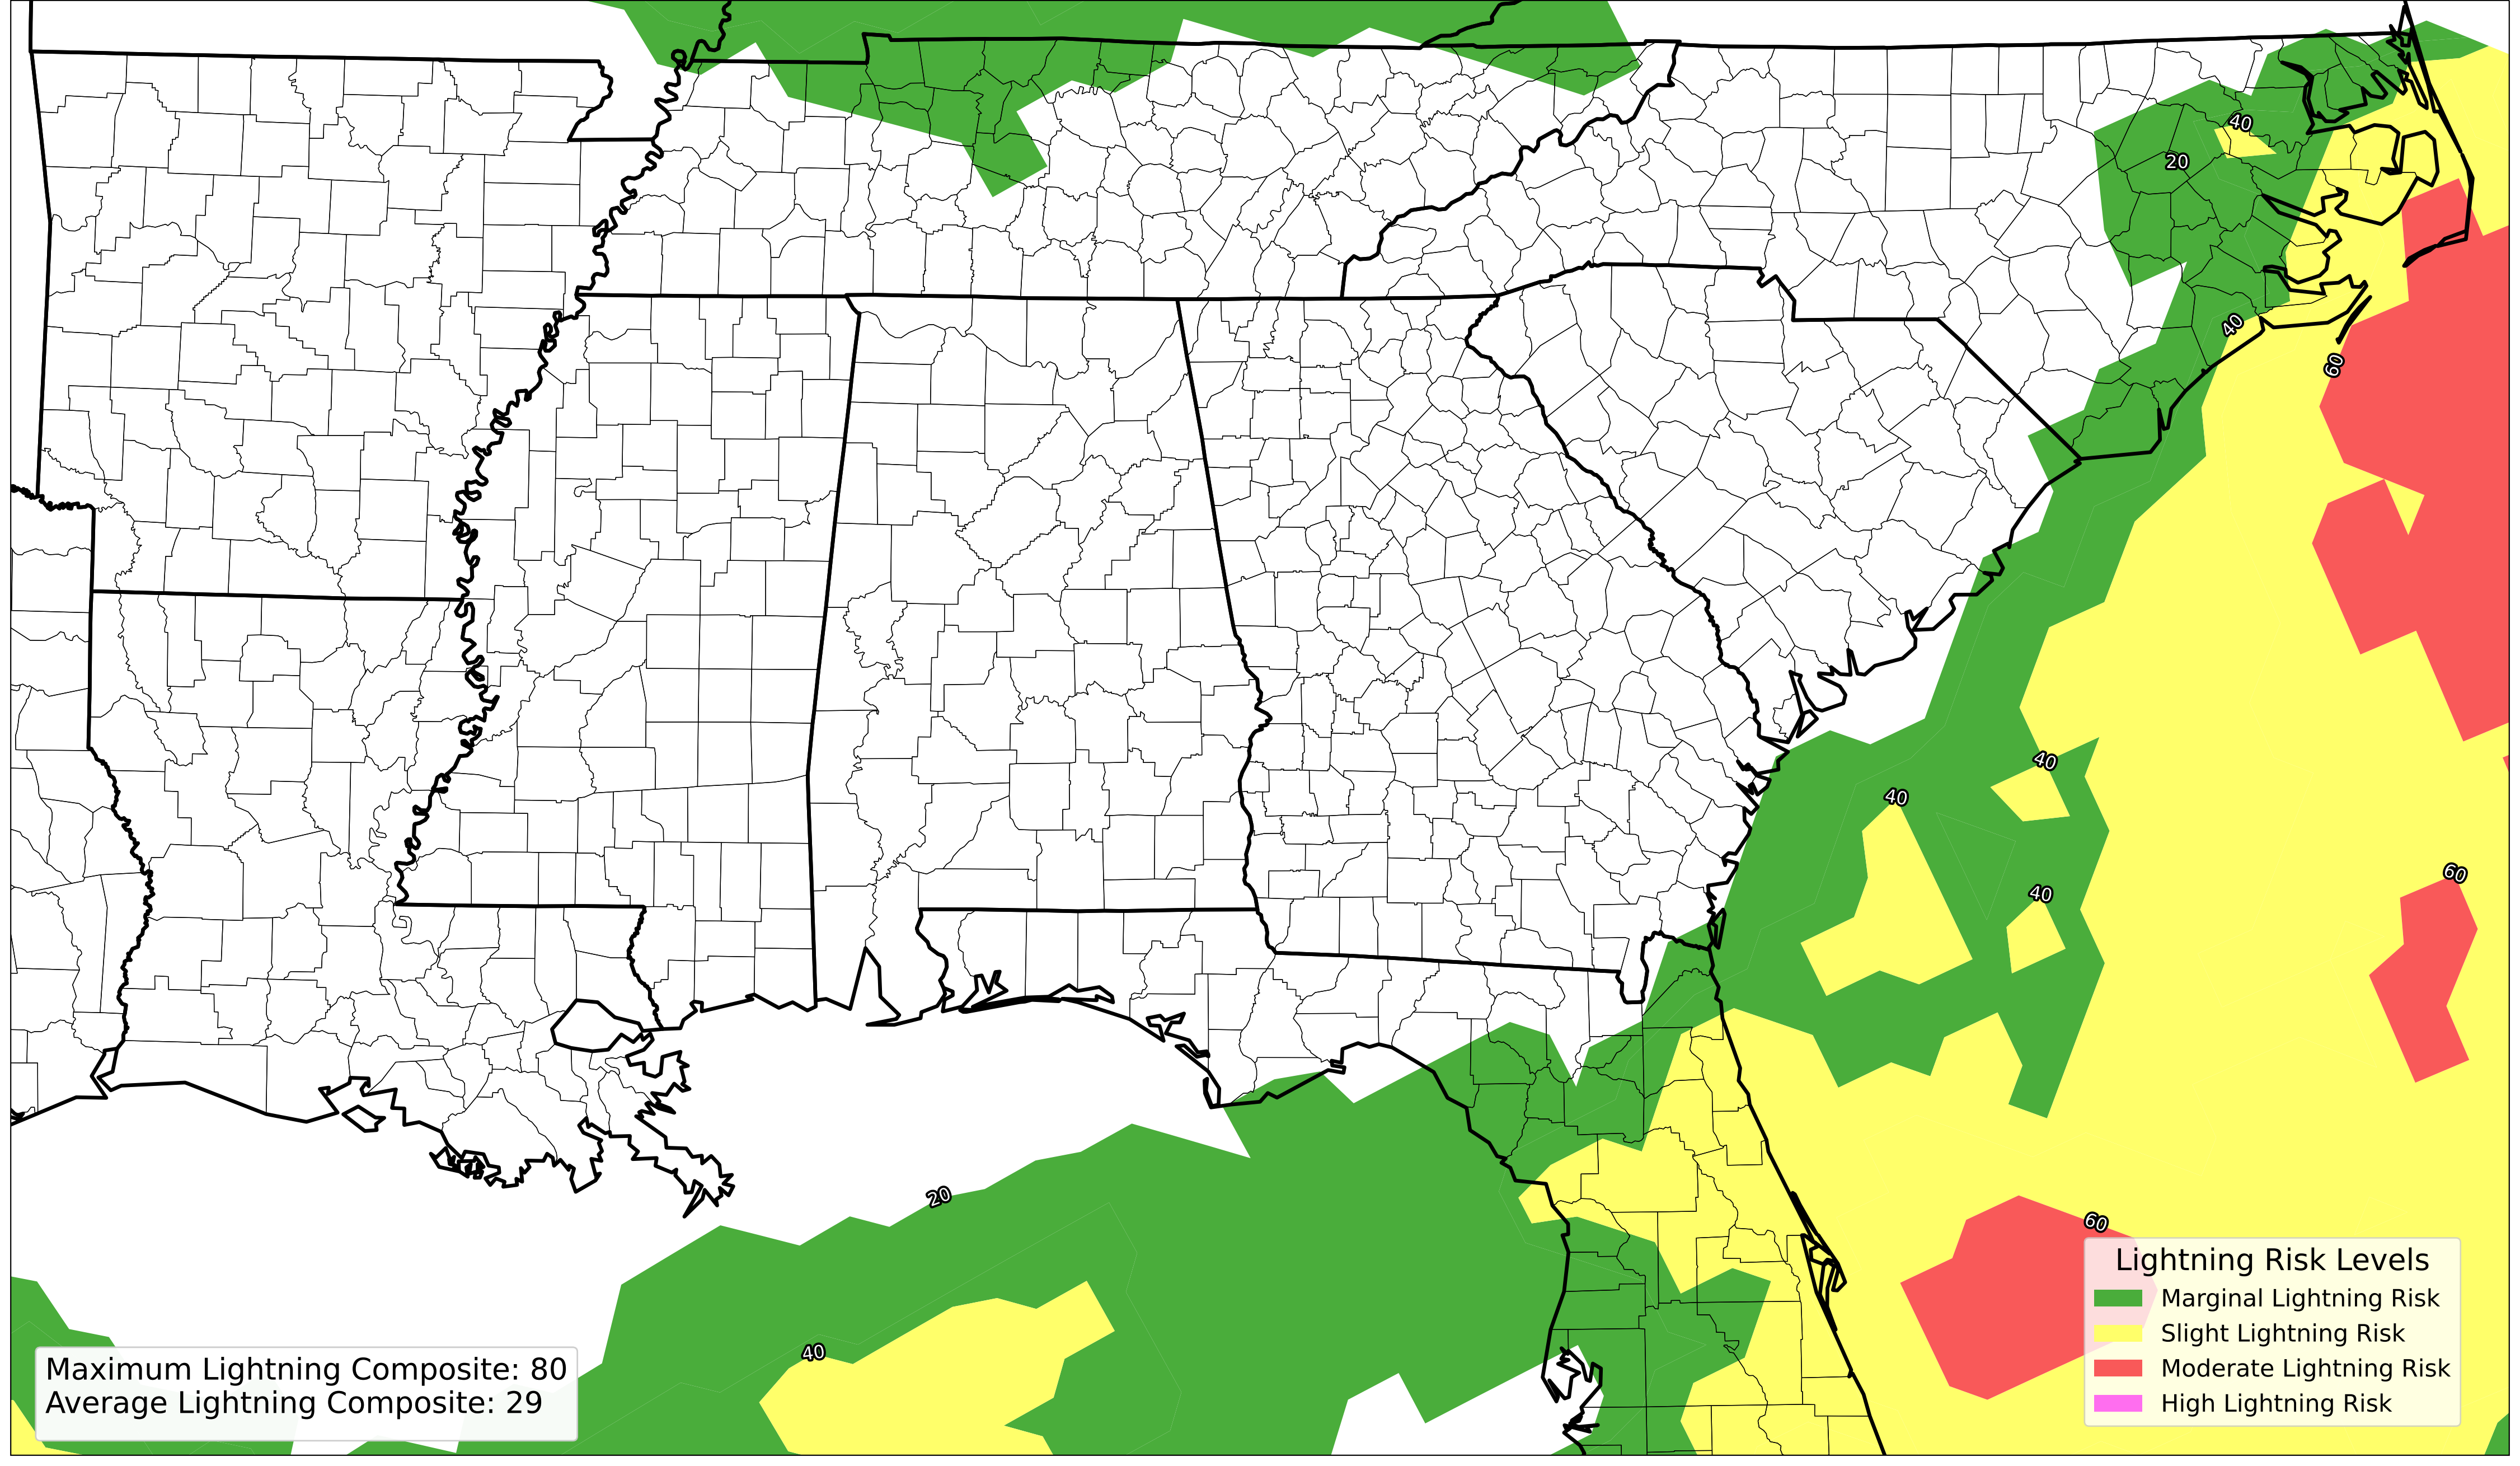 40
20
40
60
40
40
40
60
20
60
40
Lightning Risk Levels
Marginal Lightning Risk
Slight Lightning Risk
Moderate Lightning Risk
High Lightning Risk
Maximum Lightning Composite: 80
Average Lightning Composite: 29